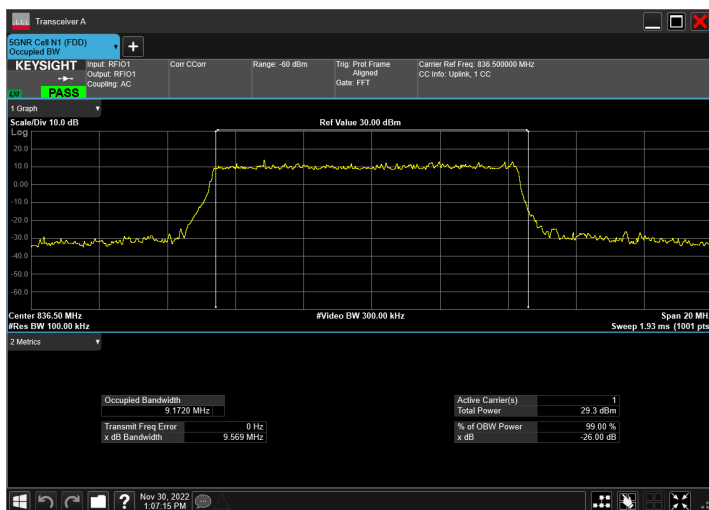 Transceiver A
5GNR Cell N1 (FDD)
Occupied BW
KEYSIGHT
LXI
PASS
Input: RFIO1
Output: RFIO1
Coupling: AC
Corr CCorr
Range: -60 dBm
Trig: Prot Frame
Aligned
Gate: FFT
Carrier Ref Freq: 836.500000 MHz
CC Info: Uplink, 1 CC
1 Graph
Scale/Div 10.0 dB
Ref Value 30.00 dBm
Log
20.0
10.0
0.00
-10.0
-20.0
-30.0
-40.0
-50.0
-60.0
Center 836.50 MHz
#Video BW 300.00 kHz
Span 20 MH
#Res BW 100.00 kHz
Sweep 1.93 ms (1001 pts
2 Metrics
Occupied Bandwidth
9.1720 MHz
Transmit Freq Error 0 Hz
x dB Bandwidth 9.569 MHz
Active Carrier(s) 1
Total Power 29.3 dBm
% of OBW Power 99.00 %
x dB -26.00 dB
?
Nov 30, 2022
1:07:15 PM